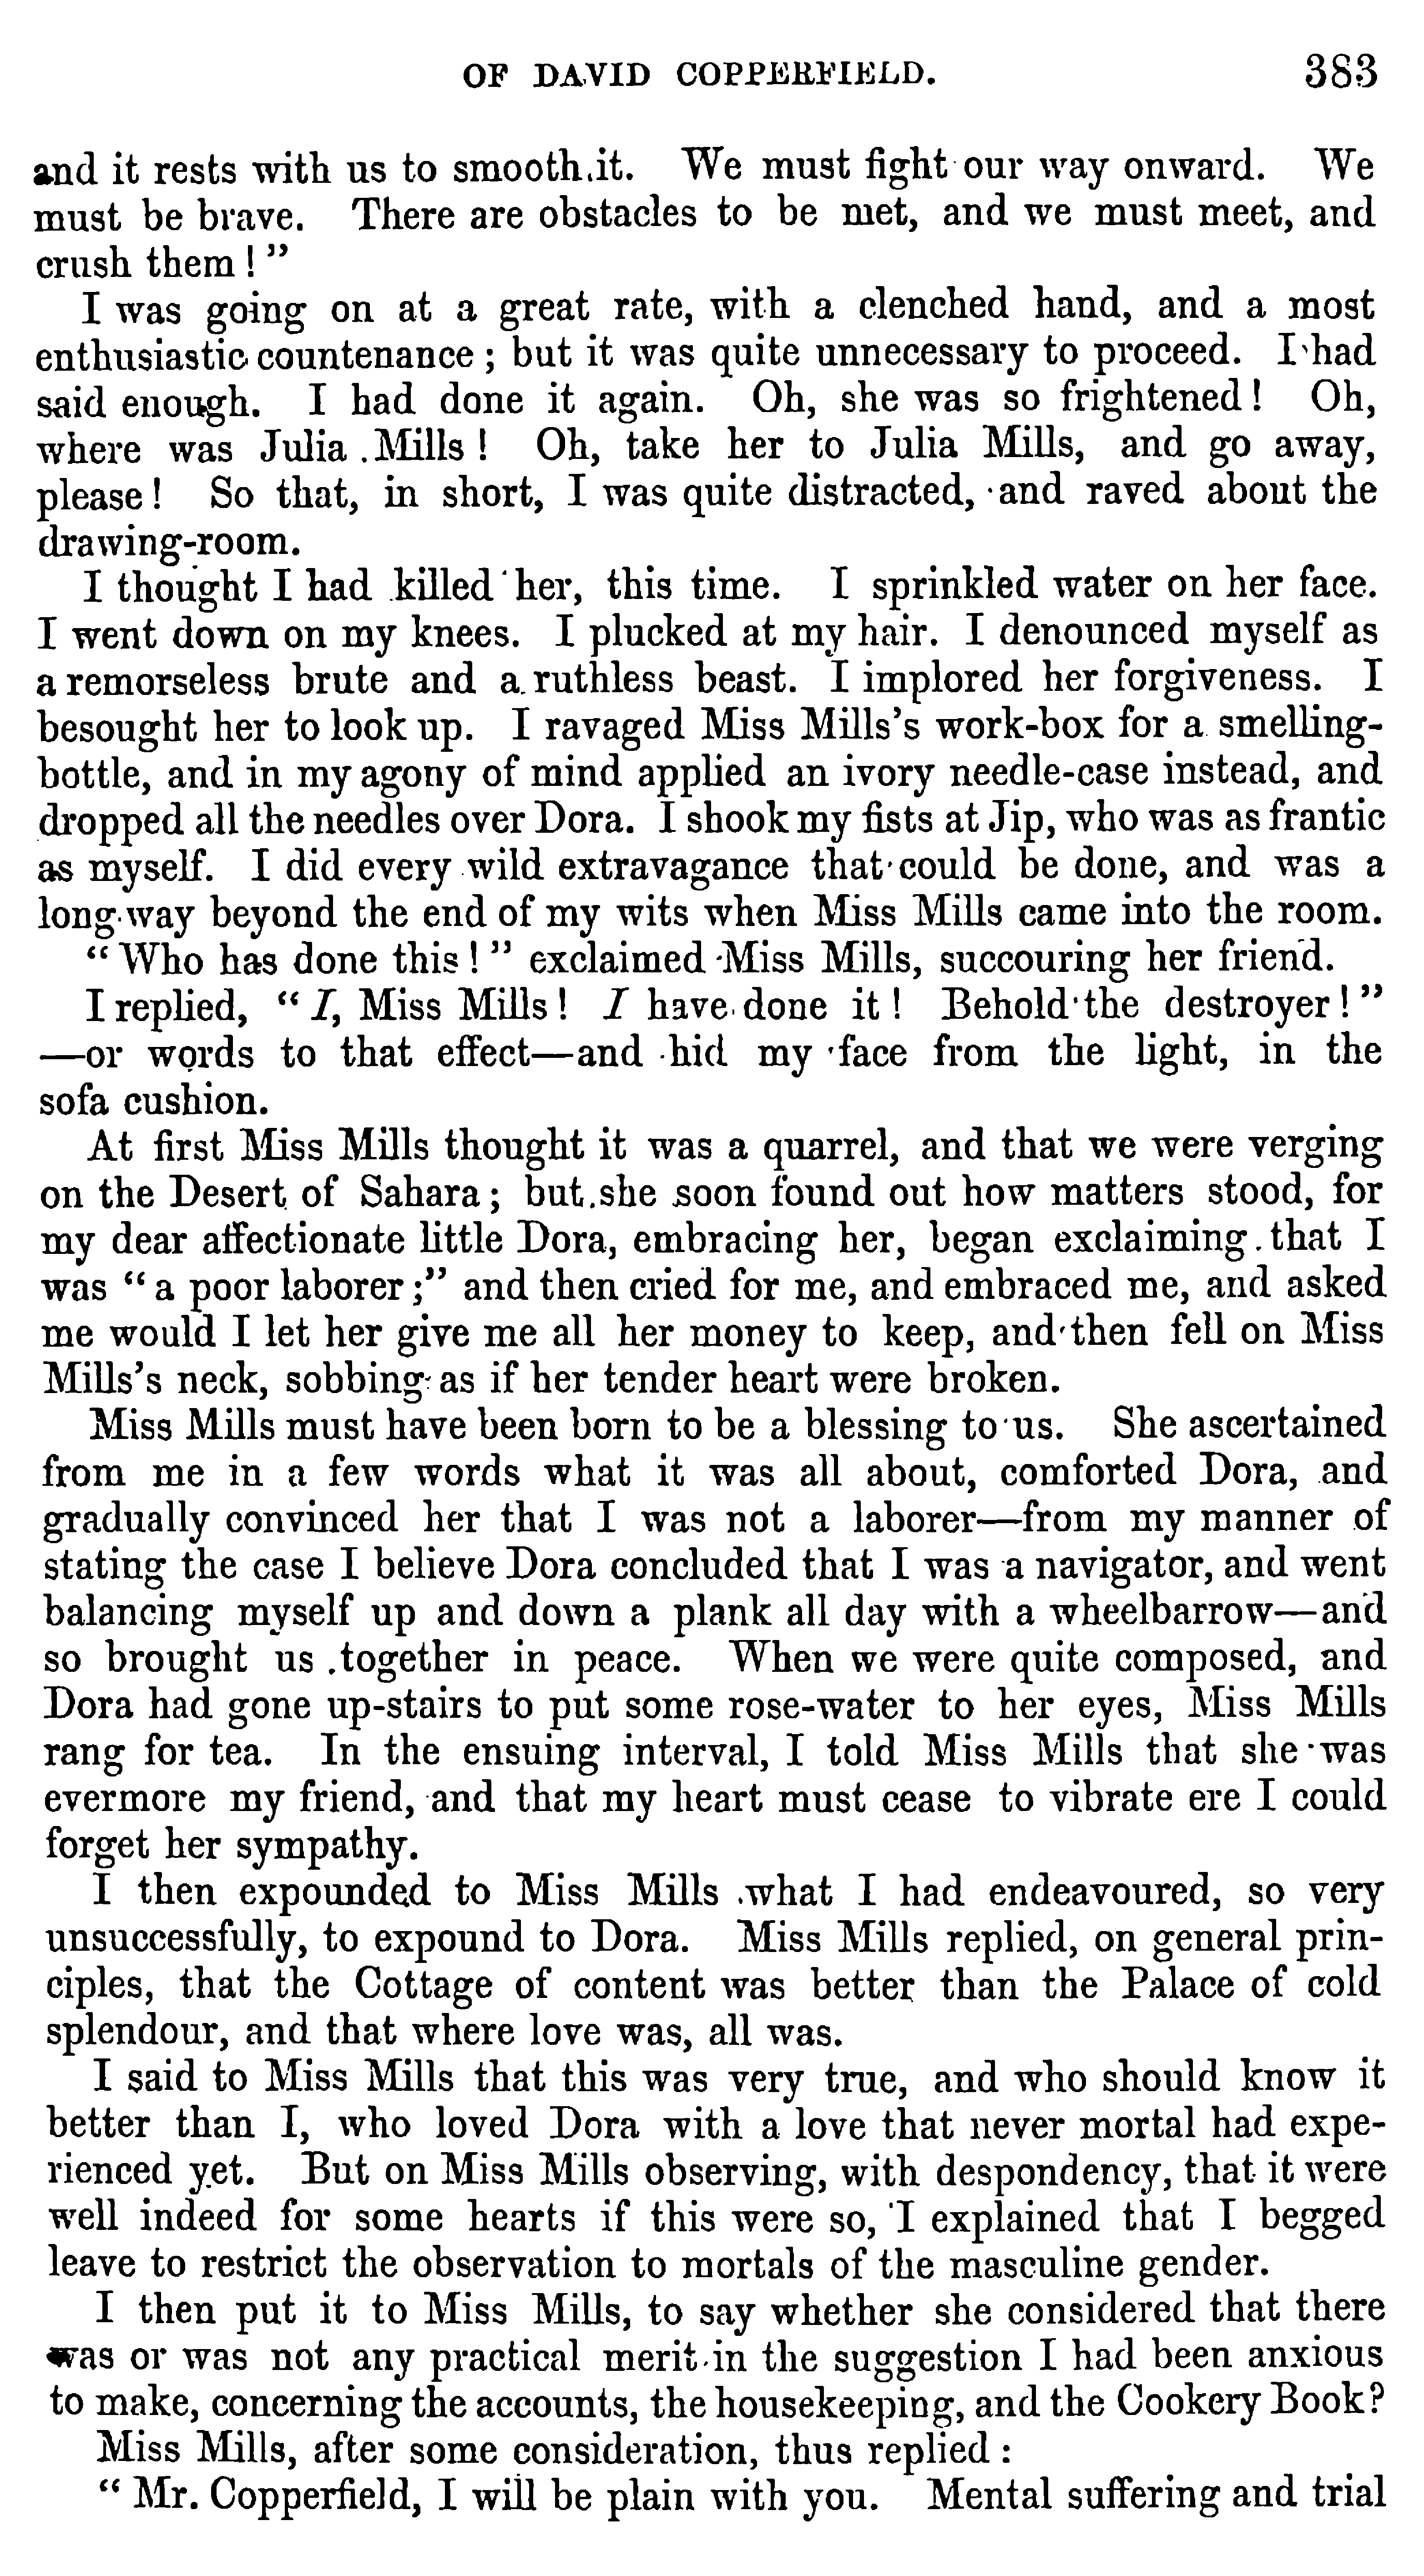 OF DAVID COPPERFIELD. 383
and it rests with us to smooth it. We must fight our way onward. We
must be brave. There are obstacles to be met, and we must meet, and
crush them ! ”
I was going on at a great rate, with a clenched hand, and a most
enthusiastic countenance ; but it was quite unnecessary to proceed. I had
said enough. I had done it again. Oh, she was so frightened ! Oh,
where was Julia Mills ! Oh, take her to Julia Mills, and go away,
please ! So that, in short, I was quite distracted, and raved about the
drawing-room.
I thought I had killed her, this time. I sprinkled water on her face.
I went down on my knees. I plucked at my hair. I denounced myself as
a remorseless brute and a ruthless beast. I implored her forgiveness. I
besought her to look up. I ravaged Miss Mills’s work-box for a smelling-
bottle, and in my agony of mind applied an ivory needle-case instead, and
dropped all the needles over Dora. I shook my fists at Jip, who was as frantic
as myself. I did every wild extravagance that could be done, and was a
long way beyond the end of my wits when Miss Mills came into the room.
“ Who has done this ! ” exclaimed Miss Mills, succouring her friend.
I replied, “ I, Miss Mills ! I have done it ! Behold the destroyer ! ”
—or words to that effect—and hid my face from the light, in the
sofa cushion.
At first Miss Mills thought it was a quarrel, and that we were verging
on the Desert of Sahara ; but she soon found out how matters stood, for
my dear affectionate little Dora, embracing her, began exclaiming that I
was “ a poor laborer ;” and then cried for me, and embraced me, and asked
me would I let her give me all her money to keep, and then fell on Miss
Mills’s neck, sobbing as if her tender heart were broken.
Miss Mills must have been born to be a blessing to us. She ascertained
from me in a few words what it was all about, comforted Dora, and
gradually convinced her that I was not a laborer—from my manner of
stating the case I believe Dora concluded that I was a navigator, and went
balancing myself up and down a plank all day with a wheelbarrow—and
so brought us together in peace. When we were quite composed, and
Dora had gone up-stairs to put some rose-water to her eyes, Miss Mills
rang for tea. In the ensuing interval, I told Miss Mills that she was
evermore my friend, and that my heart must cease to vibrate ere I could
forget her sympathy.
I then expounded to Miss Mills what I had endeavoured, so very
unsuccessfully, to expound to Dora. Miss Mills replied, on general prin-
ciples, that the Cottage of content was better than the Palace of cold
splendour, and that where love was, all was.
I said to Miss Mills that this was very true, and who should know it
better than I, who loved Dora with a love that never mortal had expe-
rienced yet. But on Miss Mills observing, with despondency, that it were
well indeed for some hearts if this were so, I explained that I begged
leave to restrict the observation to mortals of the masculine gender.
I then put it to Miss Mills, to say whether she considered that there
was or was not any practical merit in the suggestion I had been anxious
to make, concerning the accounts, the housekeeping, and the Cookery Book?
Miss Mills, after some consideration, thus replied :
“ Mr. Copperfield, I will be plain with you. Mental suffering and trial